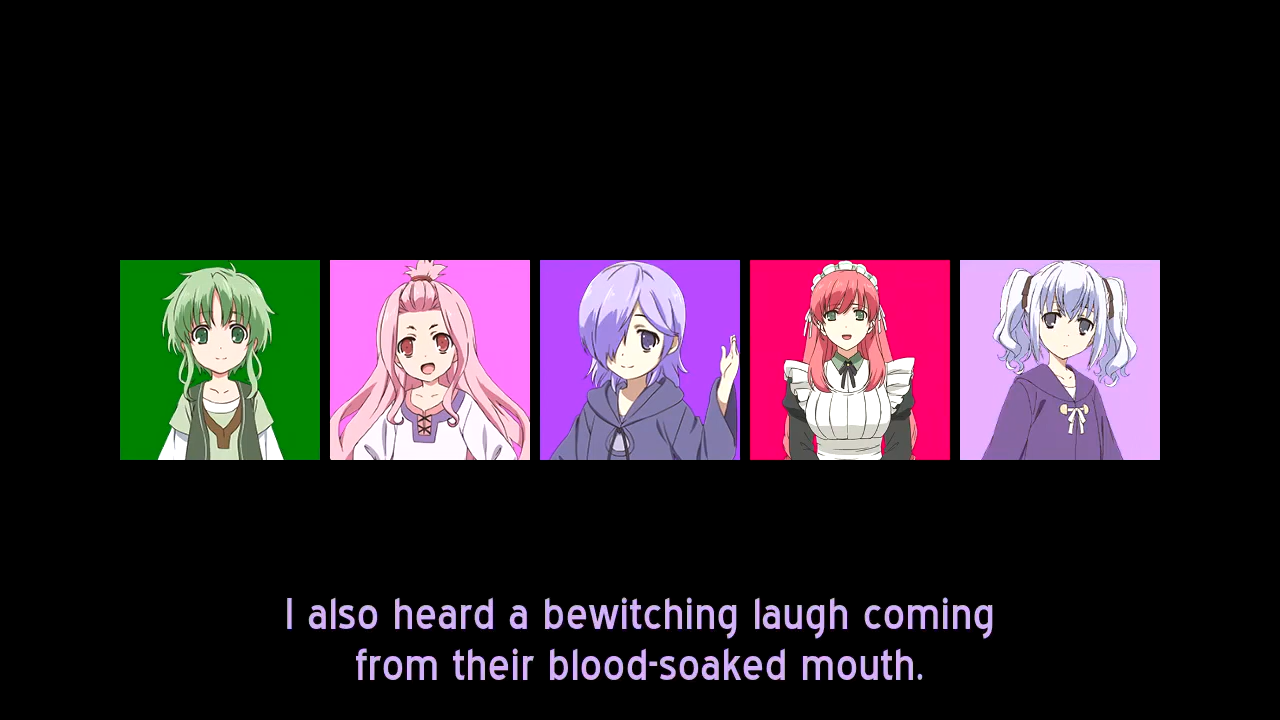 I also heard a bewitching laugh coming
from their blood-soaked mouth.